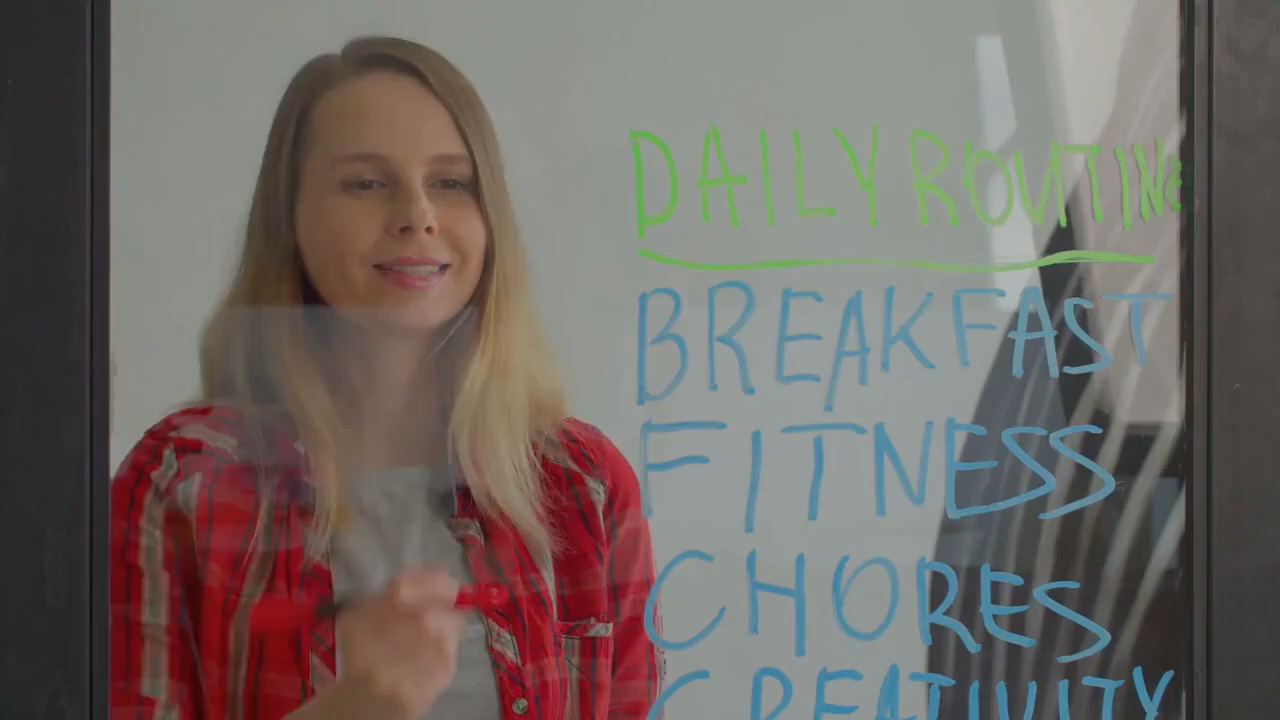 DAILY ROUTINE
BREAKFAST
FITNESS
CHORES
CREATIVITY